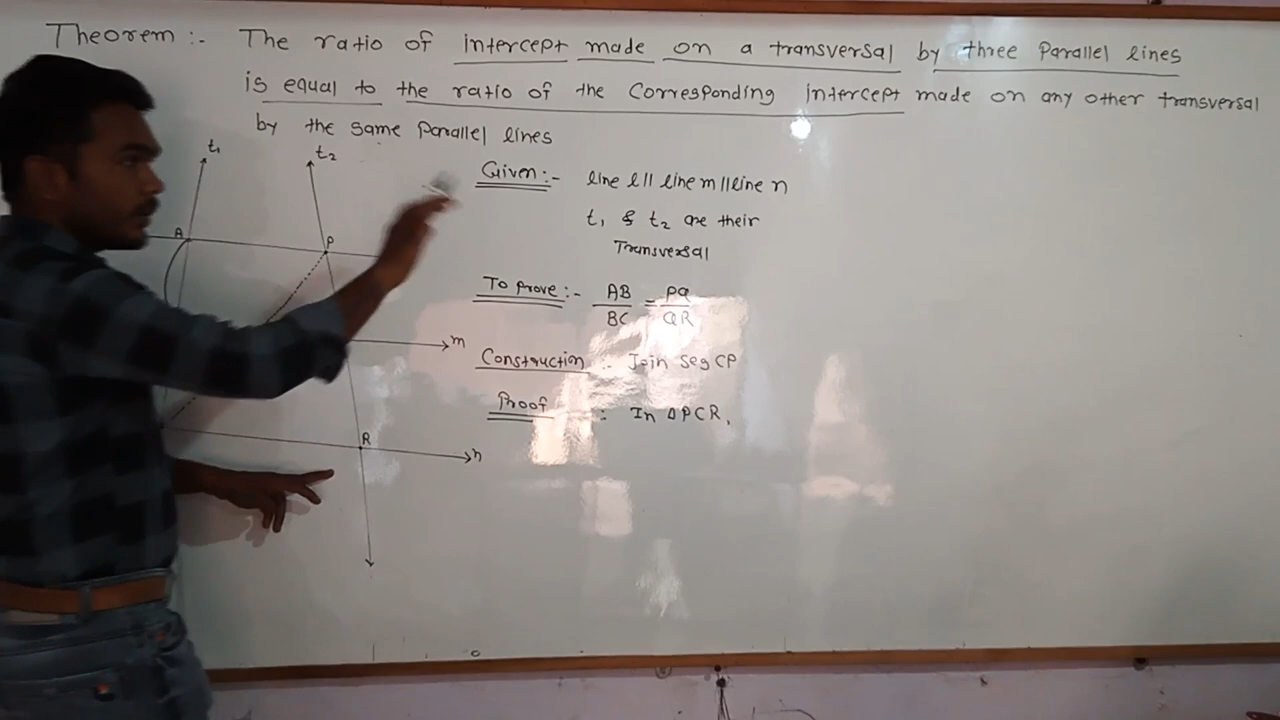 Theorem :- The ratio of intercept made on a transversal by three Parallel lines
is equal to the ratio of the Corresponding intercept made on any other transversal
by the same Parallel lines
t₁
t₂
Given :- line l || line m || line n
t₁ & t₂ are their
Transversal
A
P
To Prove :- AB/BC = PQ/QR
m
Construction :- Join seg CP
Proof : In ΔPCR,
R
n